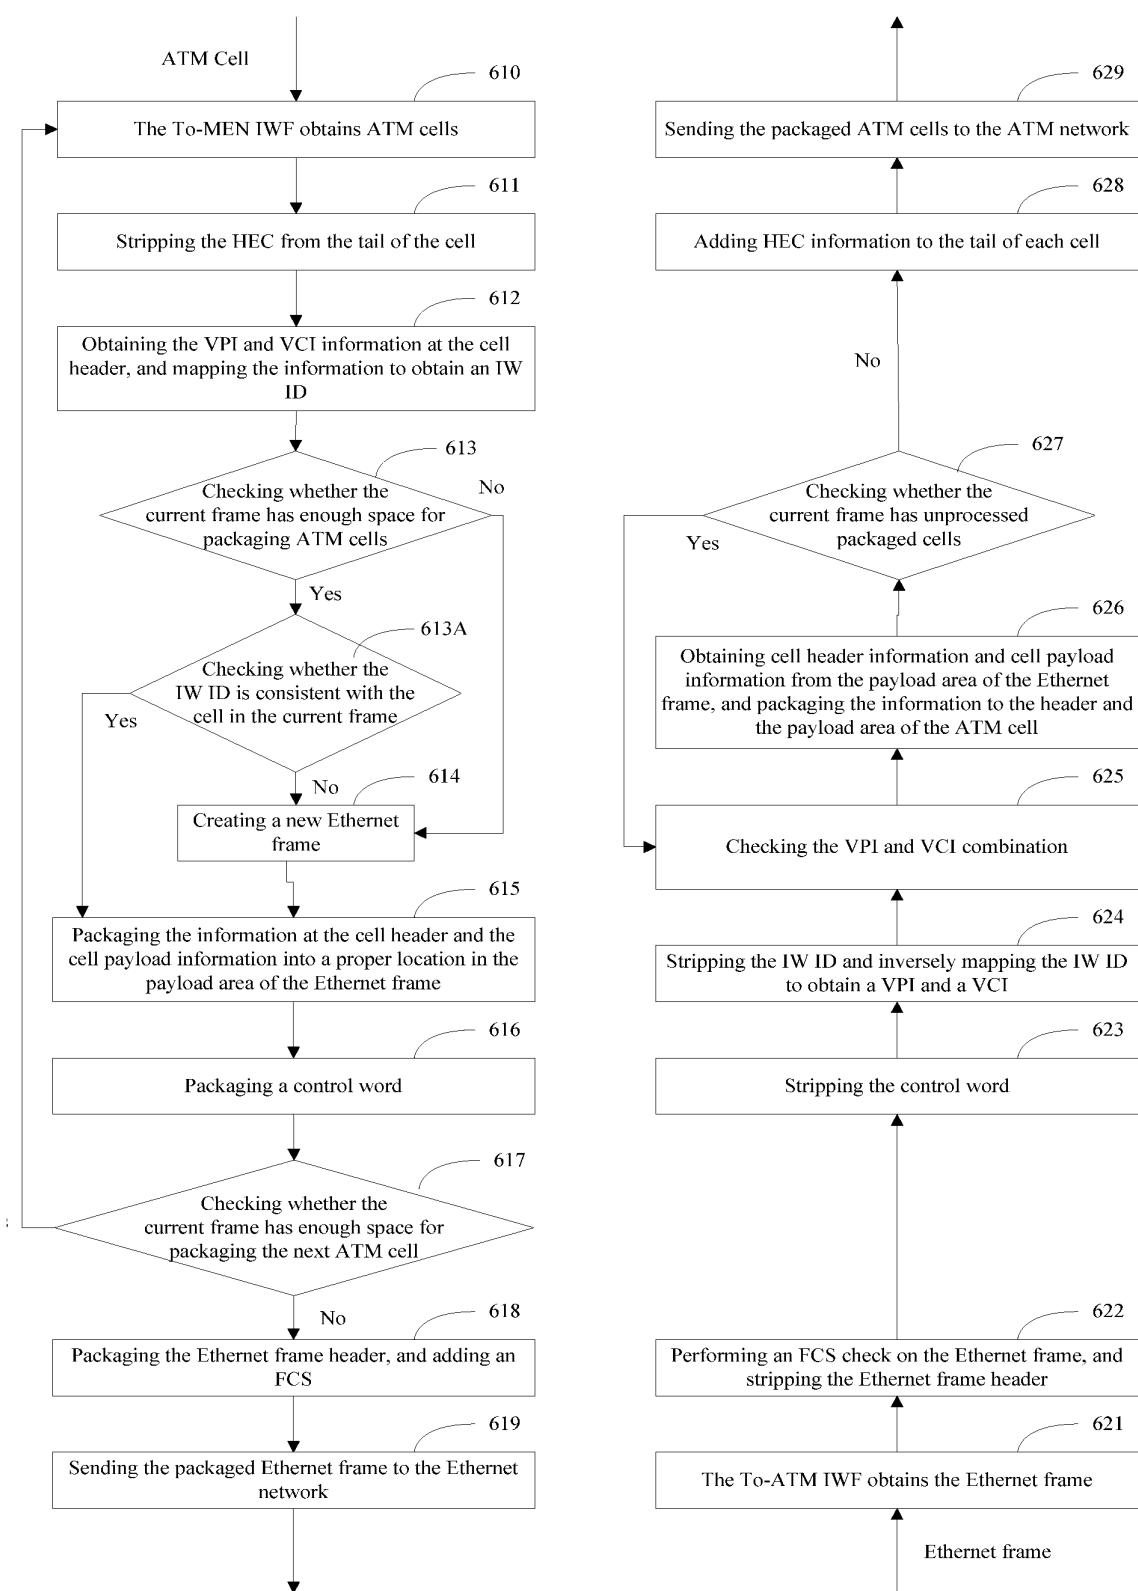 ATM Cell
610
The To-MEN IWF obtains ATM cells
611
Stripping the HEC from the tail of the cell
612
Obtaining the VPI and VCI information at the cell
header, and mapping the information to obtain an IW
ID
613
Checking whether the
current frame has enough space for
packaging ATM cells
No
Yes
613A
Checking whether the
IW ID is consistent with the
cell in the current frame
Yes
No
614
Creating a new Ethernet
frame
615
Packaging the information at the cell header and the
cell payload information into a proper location in the
payload area of the Ethernet frame
616
Packaging a control word
617
Checking whether the
current frame has enough space for
packaging the next ATM cell
No
618
Packaging the Ethernet frame header, and adding an
FCS
619
Sending the packaged Ethernet frame to the Ethernet
network
629
Sending the packaged ATM cells to the ATM network
628
Adding HEC information to the tail of each cell
No
627
Checking whether the
current frame has unprocessed
packaged cells
Yes
626
Obtaining cell header information and cell payload
information from the payload area of the Ethernet
frame, and packaging the information to the header and
the payload area of the ATM cell
625
Checking the VPI and VCI combination
624
Stripping the IW ID and inversely mapping the IW ID
to obtain a VPI and a VCI
623
Stripping the control word
622
Performing an FCS check on the Ethernet frame, and
stripping the Ethernet frame header
621
The To-ATM IWF obtains the Ethernet frame
Ethernet frame